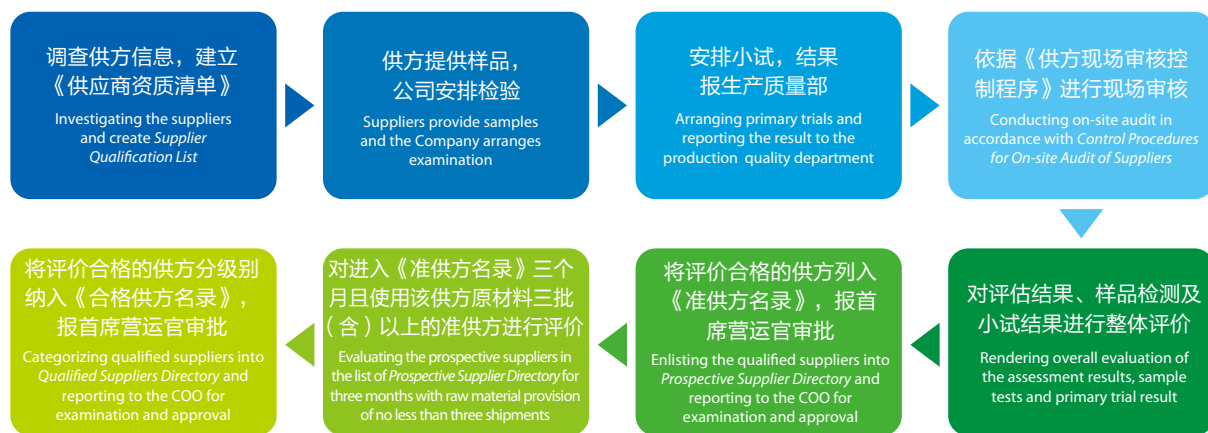 调查供方信息，建立
《供应商资质清单》
Investigating the suppliers
and create Supplier
Qualification List
供方提供样品，
公司安排检验
Suppliers provide samples
and the Company arranges
examination
安排小试，结果
报生产质量部
Arranging primary trials and
reporting the result to the
production quality department
依据《供方现场审核控
制程序》进行现场审核
Conducting on-site audit in
accordance with Control Procedures
for On-site Audit of Suppliers
对评估结果、样品检测及
小试结果进行整体评价
Rendering overall evaluation of
the assessment results, sample
tests and primary trial result
将评价合格的供方列入
《准供方名录》，报首
席营运官审批
Enlisting the qualified suppliers into
Prospective Supplier Directory and
reporting to the COO for
examination and approval
对进入《准供方名录》三个
月且使用该供方原材料三批
（含）以上的准供方进行评价
Evaluating the prospective suppliers in
the list of Prospective Supplier Directory for
three months with raw material provision
of no less than three shipments
将评价合格的供方分级别
纳入《合格供方名录》，
报首席营运官审批
Categorizing qualified suppliers into
Qualified Suppliers Directory and
reporting to the COO for
examination and approval